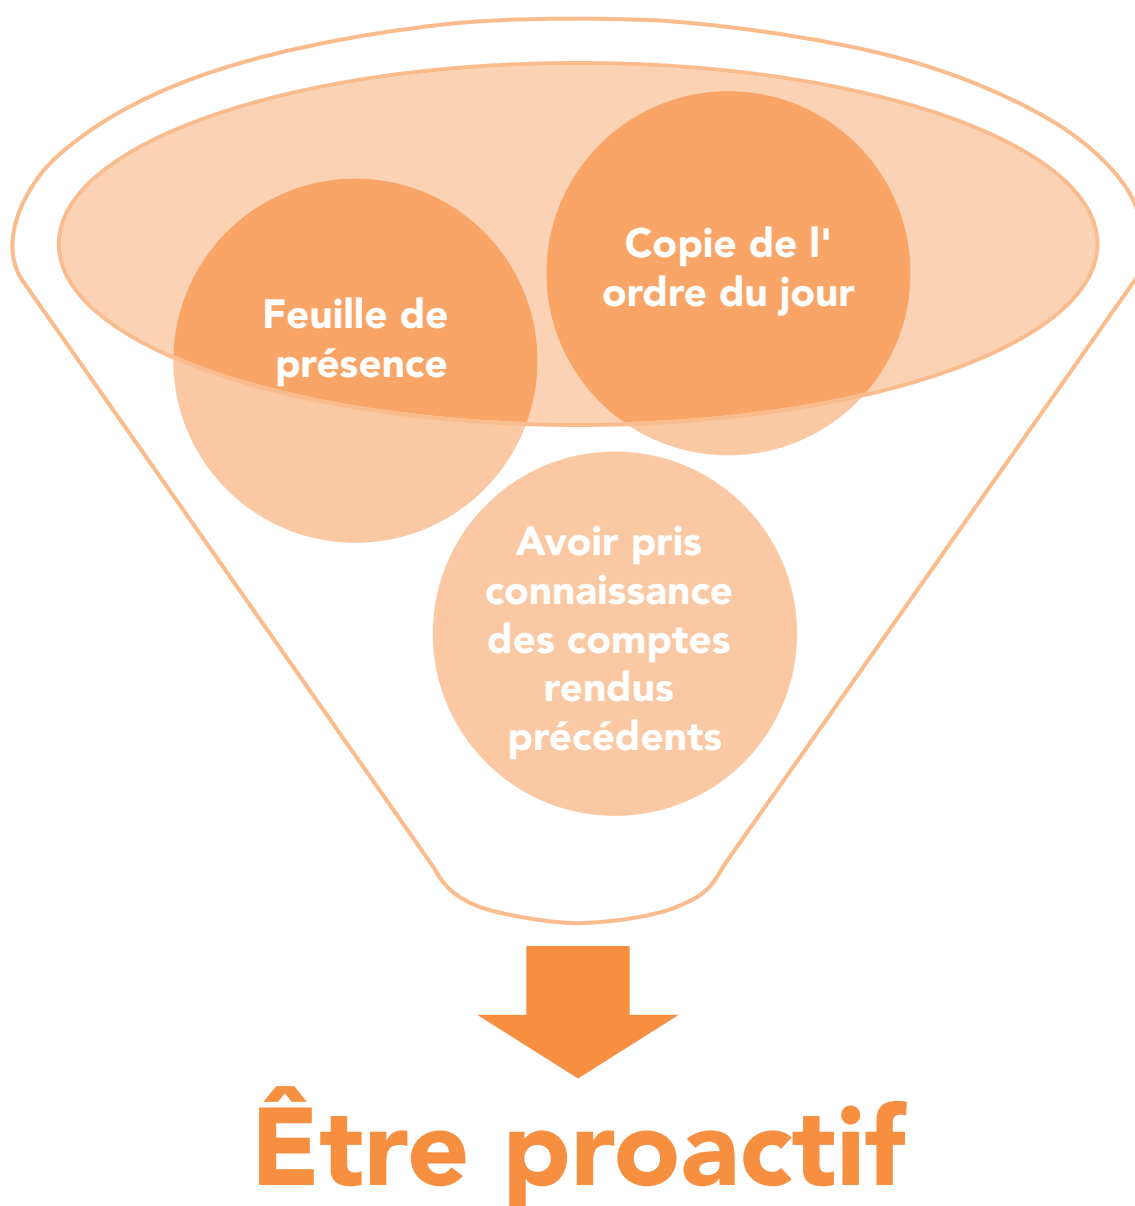 Copie de l'
ordre du jour
Feuille de
présence
Avoir pris
connaissance
des comptes
rendus
précédents
Être proactif